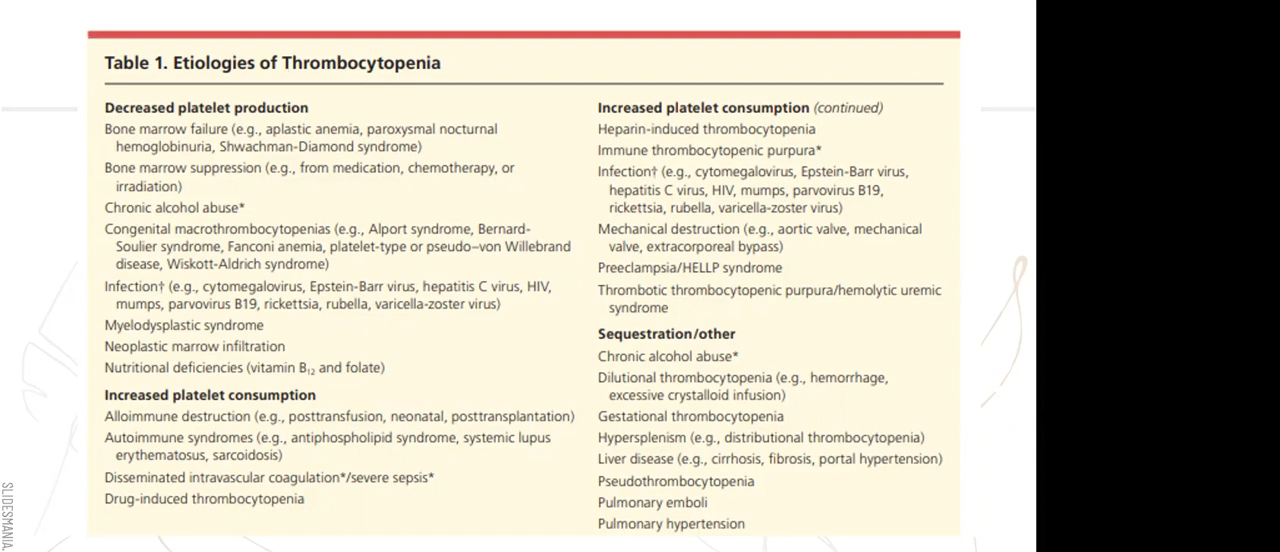 Table 1. Etiologies of Thrombocytopenia
Decreased platelet production
Bone marrow failure (e.g., aplastic anemia, paroxysmal nocturnal
hemoglobinuria, Shwachman-Diamond syndrome)
Bone marrow suppression (e.g., from medication, chemotherapy, or
irradiation)
Chronic alcohol abuse*
Congenital macrothrombocytopenias (e.g., Alport syndrome, Bernard-
Soulier syndrome, Fanconi anemia, platelet-type or pseudo–von Willebrand
disease, Wiskott-Aldrich syndrome)
Infection† (e.g., cytomegalovirus, Epstein-Barr virus, hepatitis C virus, HIV,
mumps, parvovirus B19, rickettsia, rubella, varicella-zoster virus)
Myelodysplastic syndrome
Neoplastic marrow infiltration
Nutritional deficiencies (vitamin B₁₂ and folate)
Increased platelet consumption
Alloimmune destruction (e.g., posttransfusion, neonatal, posttransplantation)
Autoimmune syndromes (e.g., antiphospholipid syndrome, systemic lupus
erythematosus, sarcoidosis)
Disseminated intravascular coagulation*/severe sepsis*
Drug-induced thrombocytopenia
Increased platelet consumption (continued)
Heparin-induced thrombocytopenia
Immune thrombocytopenic purpura*
Infection† (e.g., cytomegalovirus, Epstein-Barr virus,
hepatitis C virus, HIV, mumps, parvovirus B19,
rickettsia, rubella, varicella-zoster virus)
Mechanical destruction (e.g., aortic valve, mechanical
valve, extracorporeal bypass)
Preeclampsia/HELLP syndrome
Thrombotic thrombocytopenic purpura/hemolytic uremic
syndrome
Sequestration/other
Chronic alcohol abuse*
Dilutional thrombocytopenia (e.g., hemorrhage,
excessive crystalloid infusion)
Gestational thrombocytopenia
Hypersplenism (e.g., distributional thrombocytopenia)
Liver disease (e.g., cirrhosis, fibrosis, portal hypertension)
Pseudothrombocytopenia
Pulmonary emboli
Pulmonary hypertension
SLIDESMANIA